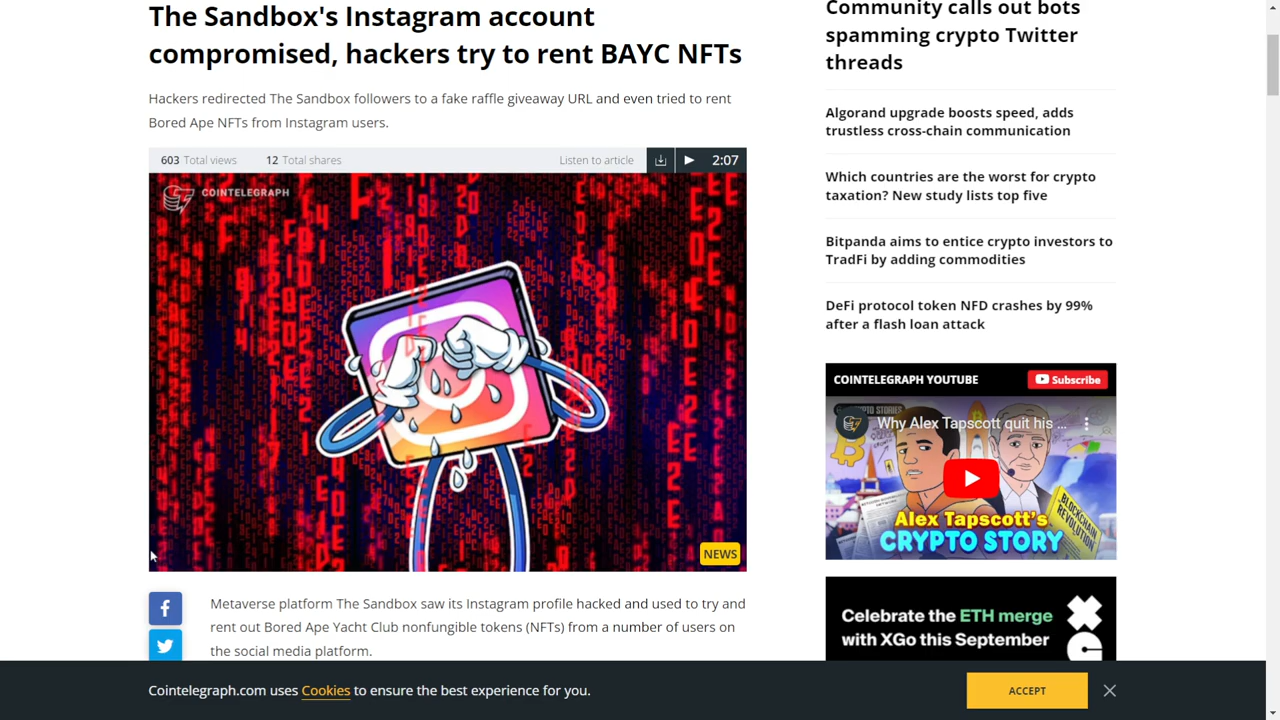 The Sandbox's Instagram account
compromised, hackers try to rent BAYC NFTs
Hackers redirected The Sandbox followers to a fake raffle giveaway URL and even tried to rent
Bored Ape NFTs from Instagram users.
603 Total views 12 Total shares Listen to article 2:07
COINTELEGRAPH
NEWS
Metaverse platform The Sandbox saw its Instagram profile hacked and used to try and
rent out Bored Ape Yacht Club nonfungible tokens (NFTs) from a number of users on
the social media platform.
Community calls out bots
spamming crypto Twitter
threads
Algorand upgrade boosts speed, adds
trustless cross-chain communication
Which countries are the worst for crypto
taxation? New study lists top five
Bitpanda aims to entice crypto investors to
TradFi by adding commodities
DeFi protocol token NFD crashes by 99%
after a flash loan attack
COINTELEGRAPH YOUTUBE Subscribe
Why Alex Tapscott quit his ...
BLOCKCHAIN
REVOLUTION
Alex Tapscott's
CRYPTO STORY
Celebrate the ETH merge
with XGo this September
Cointelegraph.com uses Cookies to ensure the best experience for you.
ACCEPT